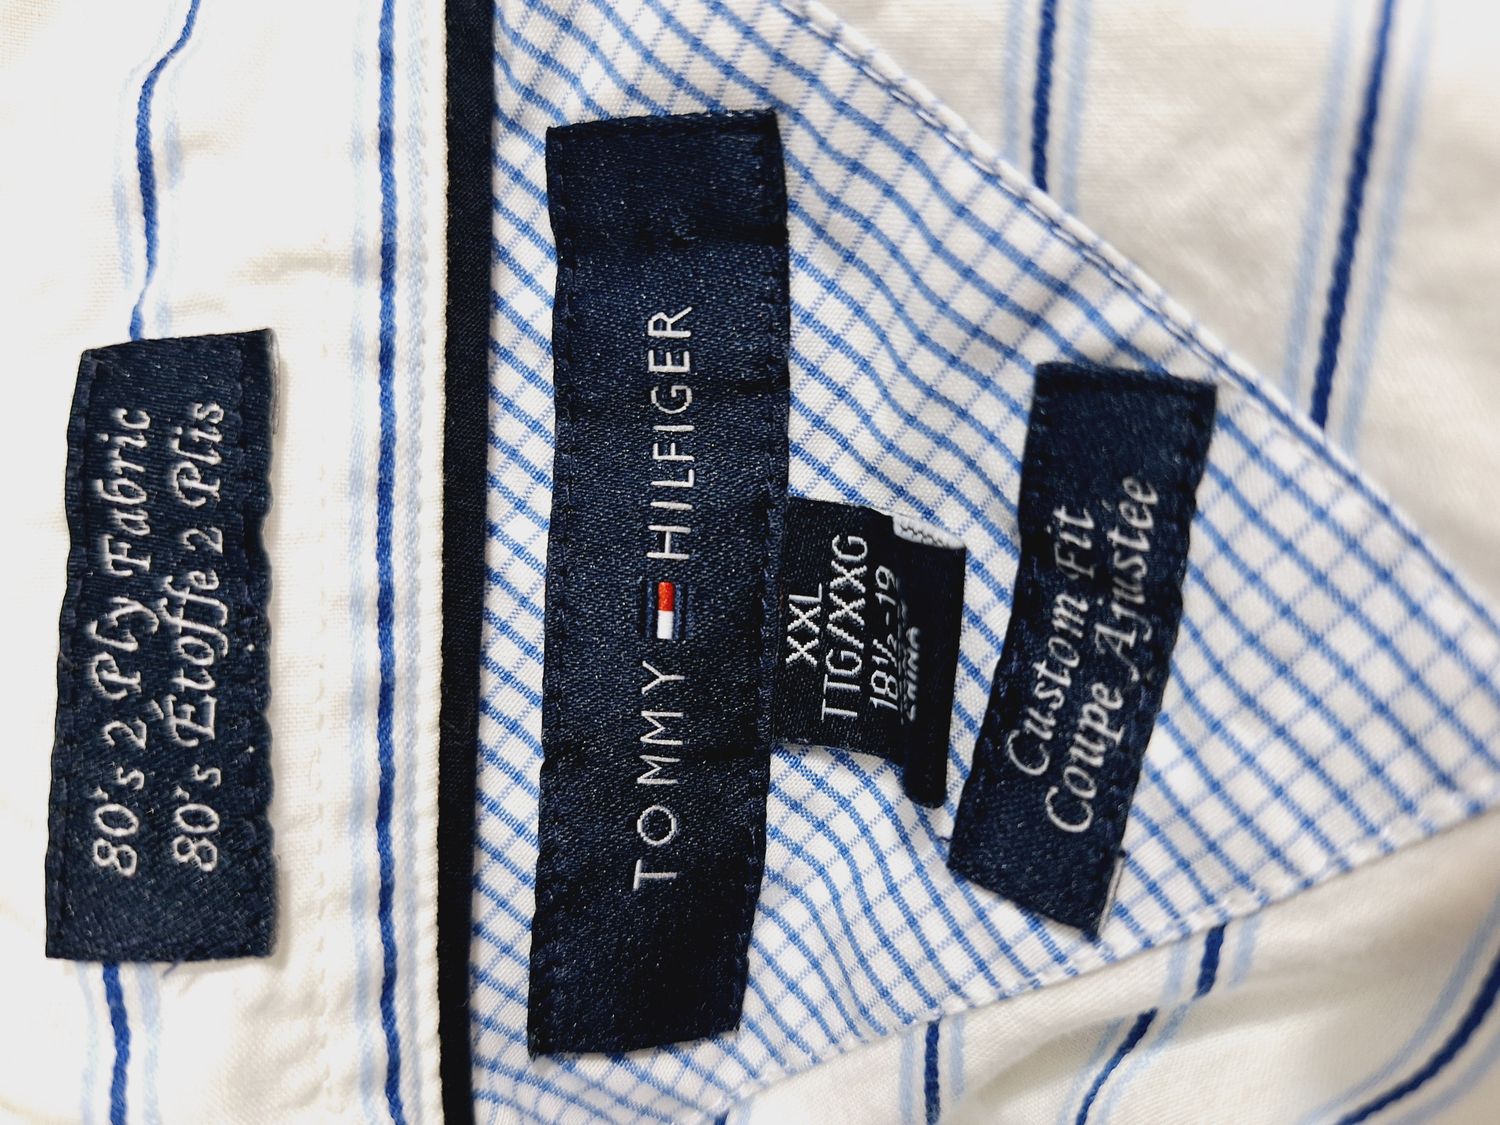 80's 2 Ply Fabric
80's Etoffe 2 Plis
TOMMY HILFIGER
XXL
TTG/XXG
18½-19
CHINA
Custom Fit
Coupe Ajustée